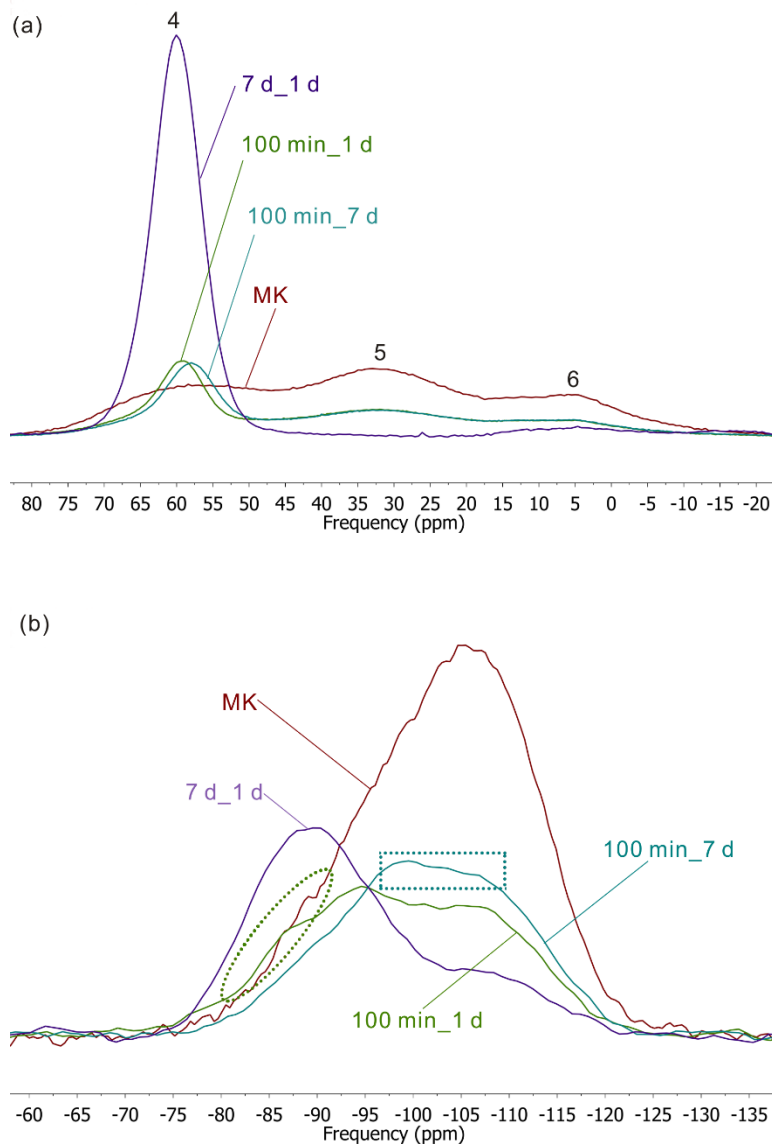 (a)
4
7 d_1 d
100 min_1 d
100 min_7 d
MK
5
6
80 75 70 65 60 55 50 45 40 35 30 25 20 15 10 5 0 -5 -10 -15 -20
Frequency (ppm)
(b)
MK
7 d_1 d
100 min_7 d
100 min_1 d
-60 -65 -70 -75 -80 -85 -90 -95 -100 -105 -110 -115 -120 -125 -130 -135
Frequency (ppm)